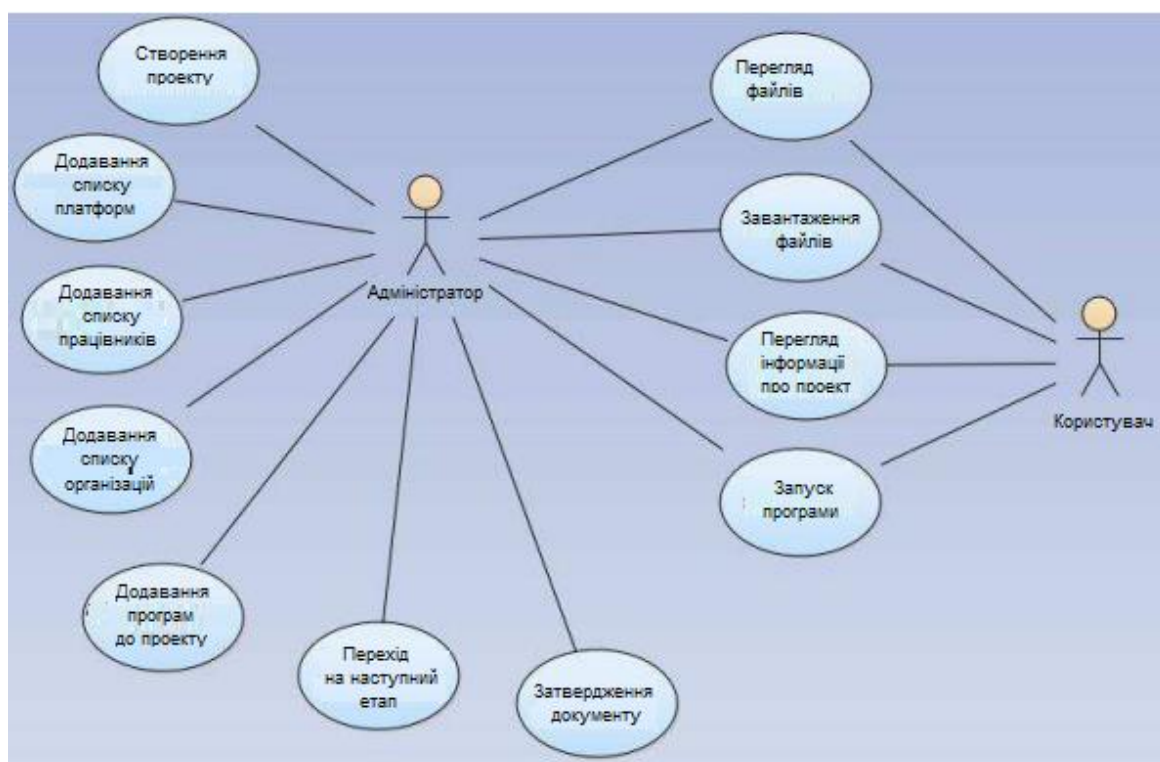 Створення
проекту
Перегляд
файлів
Додавання
списку
платформ
Завантаження
файлів
Адміністратор
Додавання
списку
працівників
Перегляд
інформації
про проект
Користувач
Додавання
списку
організацій
Запуск
програми
Додавання
програм
до проекту
Перехід
на наступний
етап
Затвердження
документу